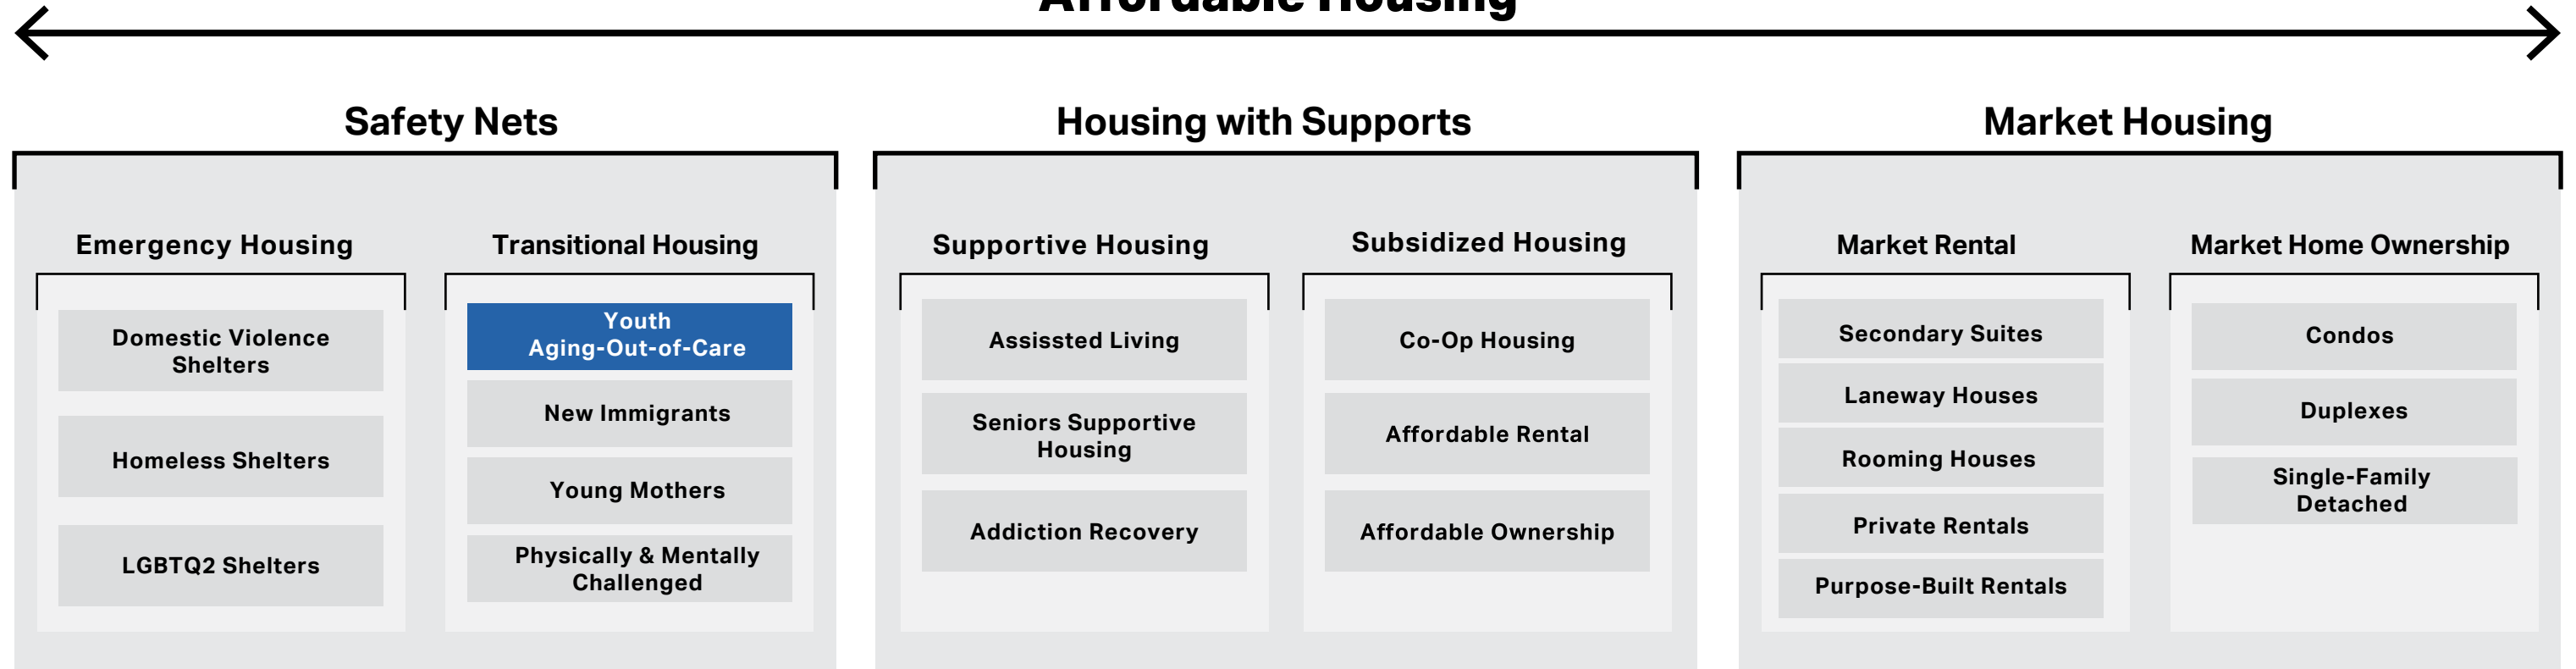 Affordable Housing
Safety Nets
Housing with Supports
Market Housing
Emergency Housing
Transitional Housing
Supportive Housing
Subsidized Housing
Market Rental
Market Home Ownership
Domestic Violence
Shelters
Homeless Shelters
LGBTQ2 Shelters
Youth
Aging-Out-of-Care
New Immigrants
Young Mothers
Physically & Mentally
Challenged
Assissted Living
Seniors Supportive
Housing
Addiction Recovery
Co-Op Housing
Affordable Rental
Affordable Ownership
Secondary Suites
Laneway Houses
Rooming Houses
Private Rentals
Purpose-Built Rentals
Condos
Duplexes
Single-Family
Detached